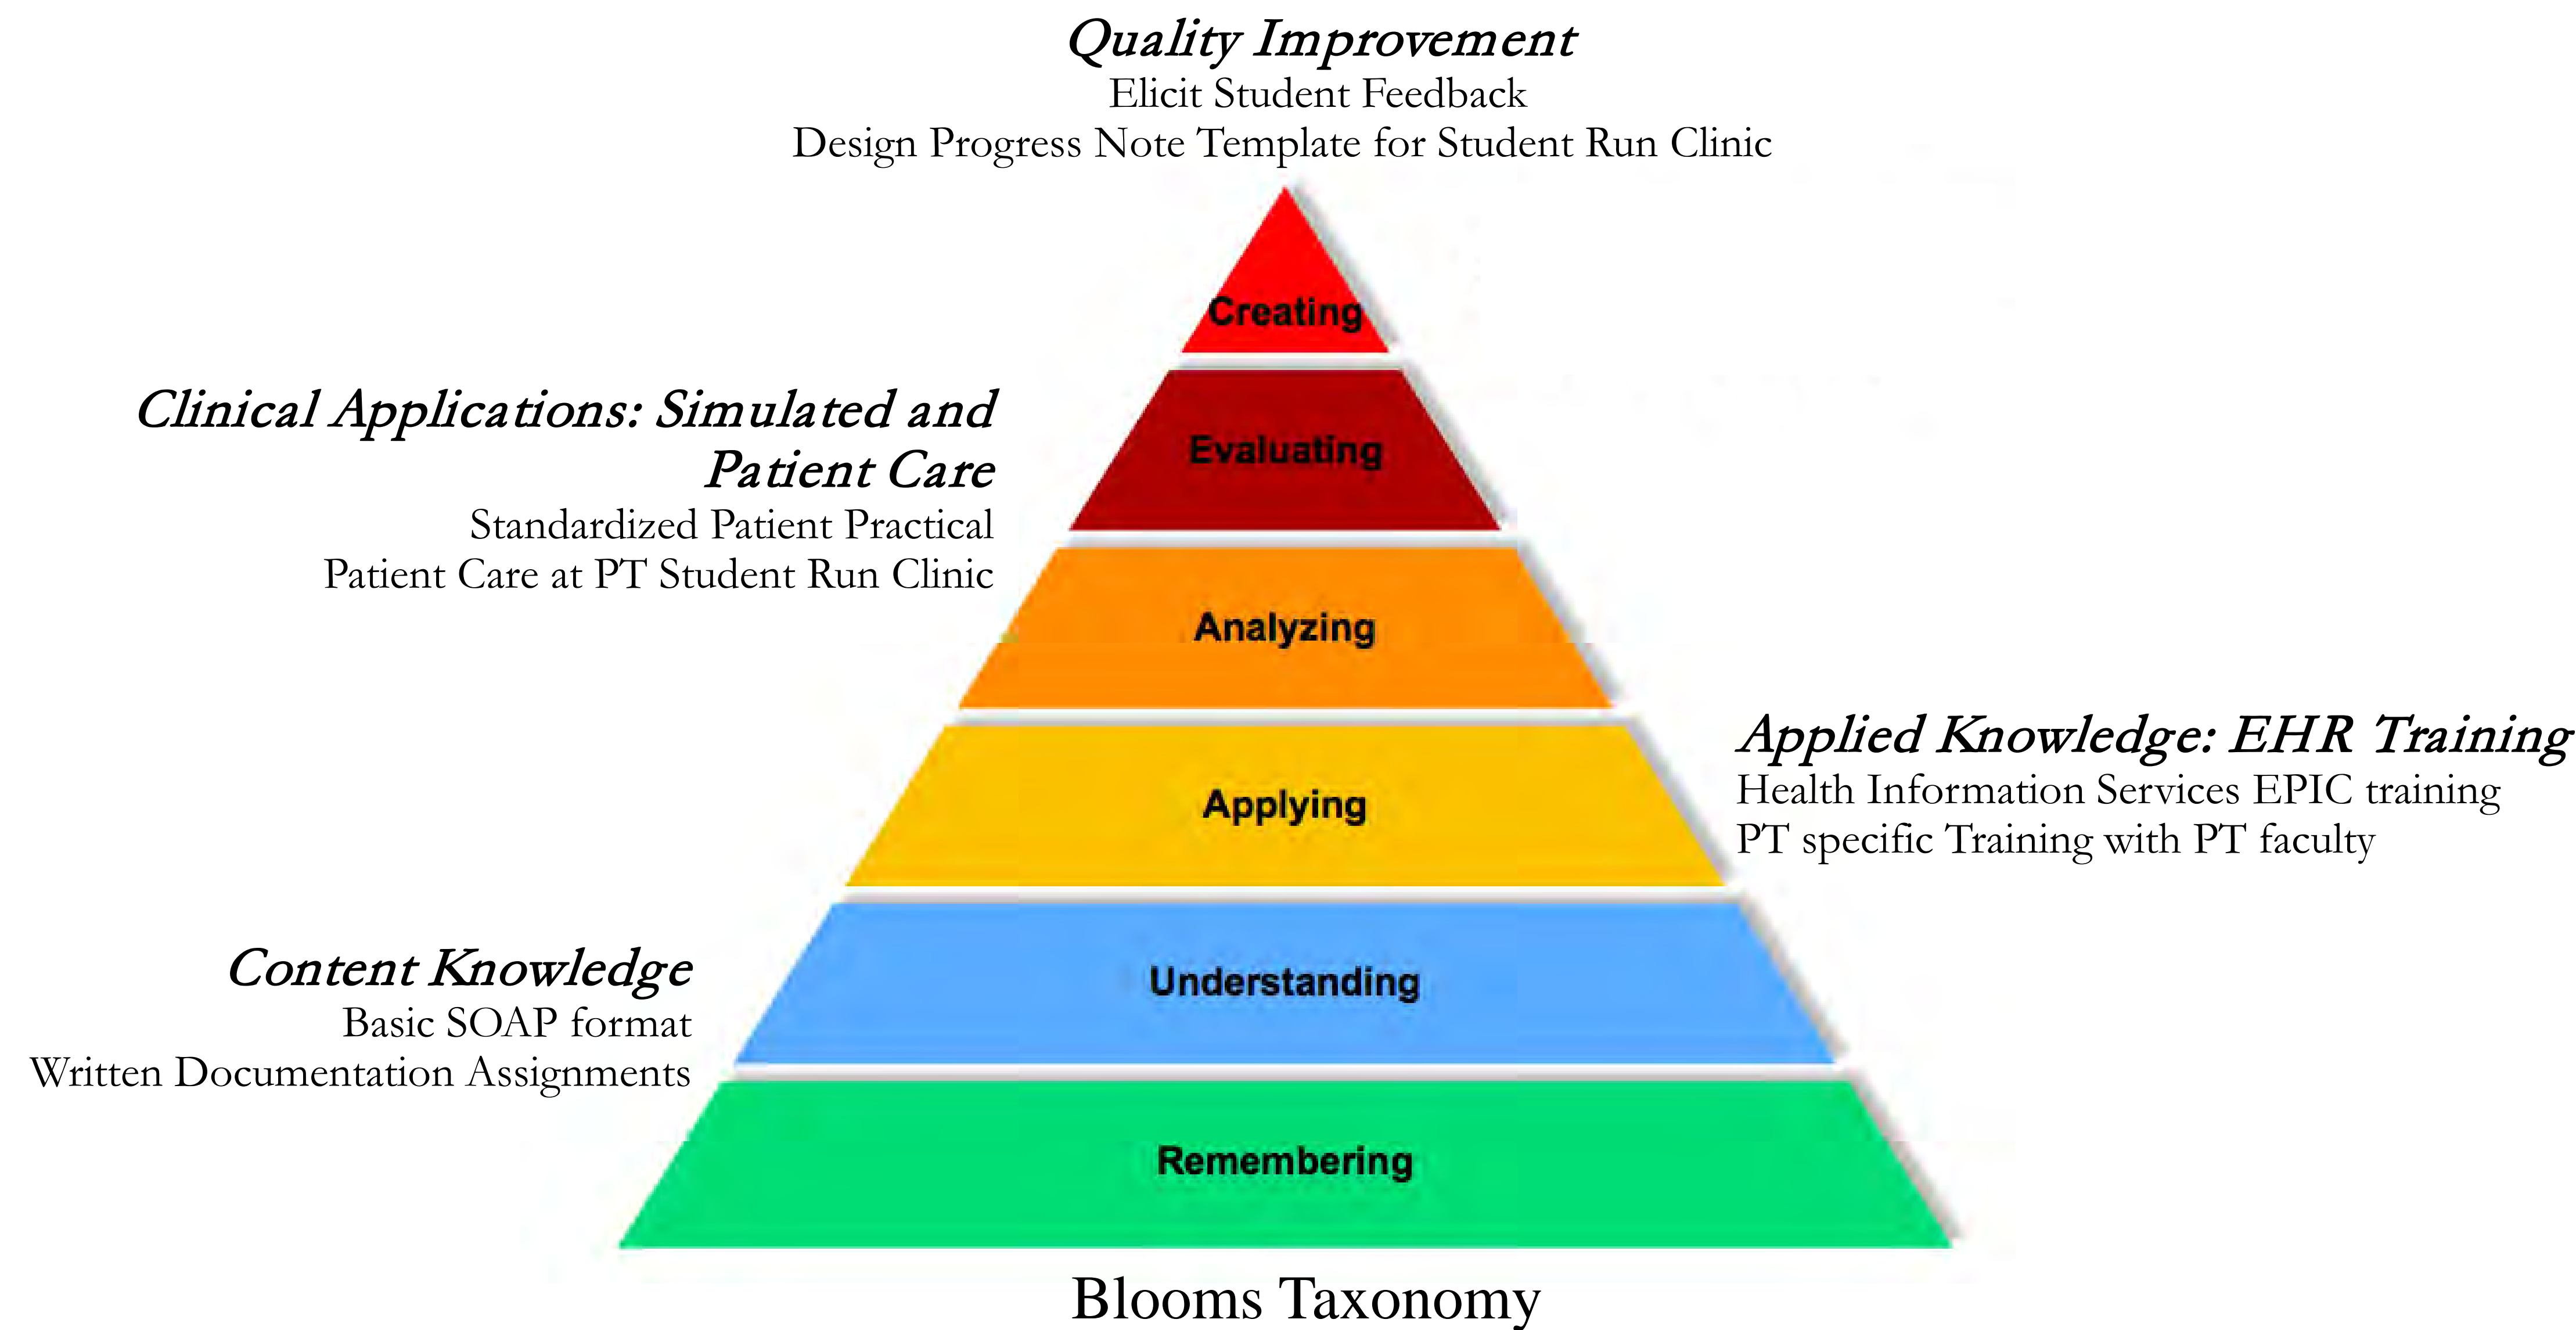 Quality Improvement
Elicit Student Feedback
Design Progress Note Template for Student Run Clinic
Creating
Clinical Applications: Simulated and
Patient Care
Standardized Patient Practical
Patient Care at PT Student Run Clinic
Evaluating
Analyzing
Applied Knowledge: EHR Training
Health Information Services EPIC training
PT specific Training with PT faculty
Applying
Content Knowledge
Basic SOAP format
Written Documentation Assignments
Understanding
Remembering
Blooms Taxonomy